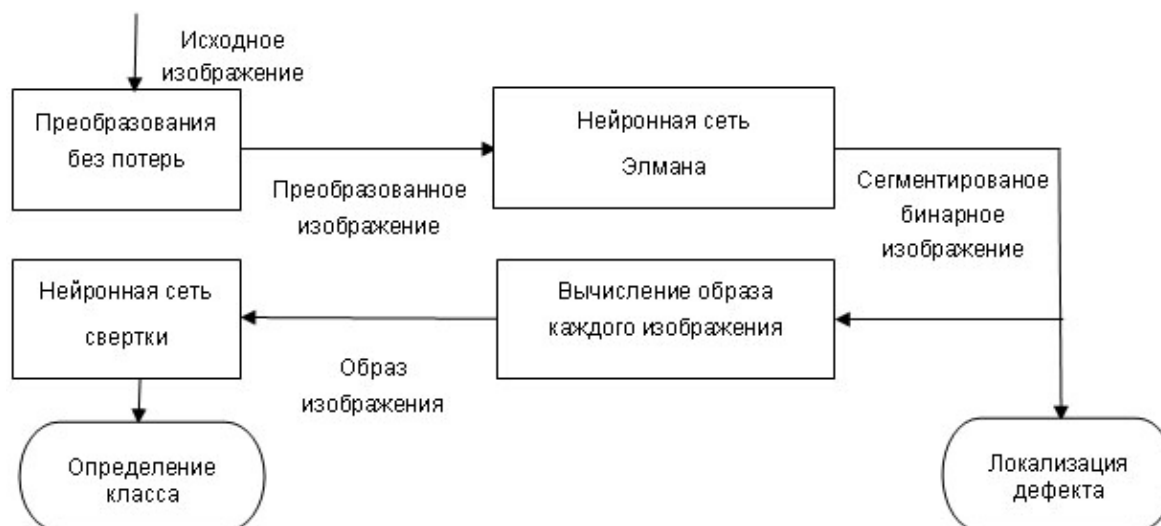 Исходное
изображение
Преобразования
без потерь
Преобразованное
изображение
Нейронная сеть
Элмана
Сегментированое
бинарное
изображение
Вычисление образа
каждого изображения
Образ
изображения
Нейронная сеть
свертки
Определение
класса
Локализация
дефекта